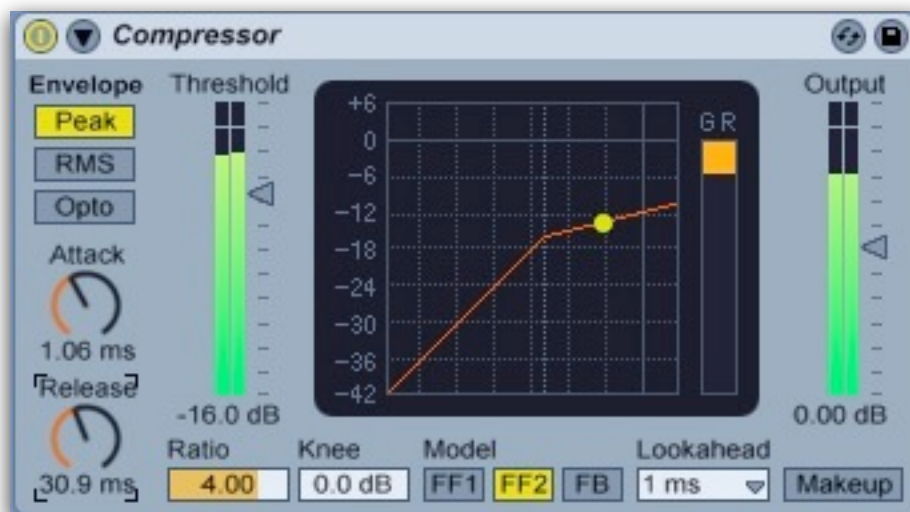 Compressor
Envelope
Peak
RMS
Opto
Attack
1.06 ms
Release
30.9 ms
Threshold
-16.0 dB
+6
0
-6
-12
-18
-24
-30
-36
-42
GR
Output
0.00 dB
Ratio
4.00
Knee
0.0 dB
Model
FF1 FF2 FB
Lookahead
1 ms
Makeup